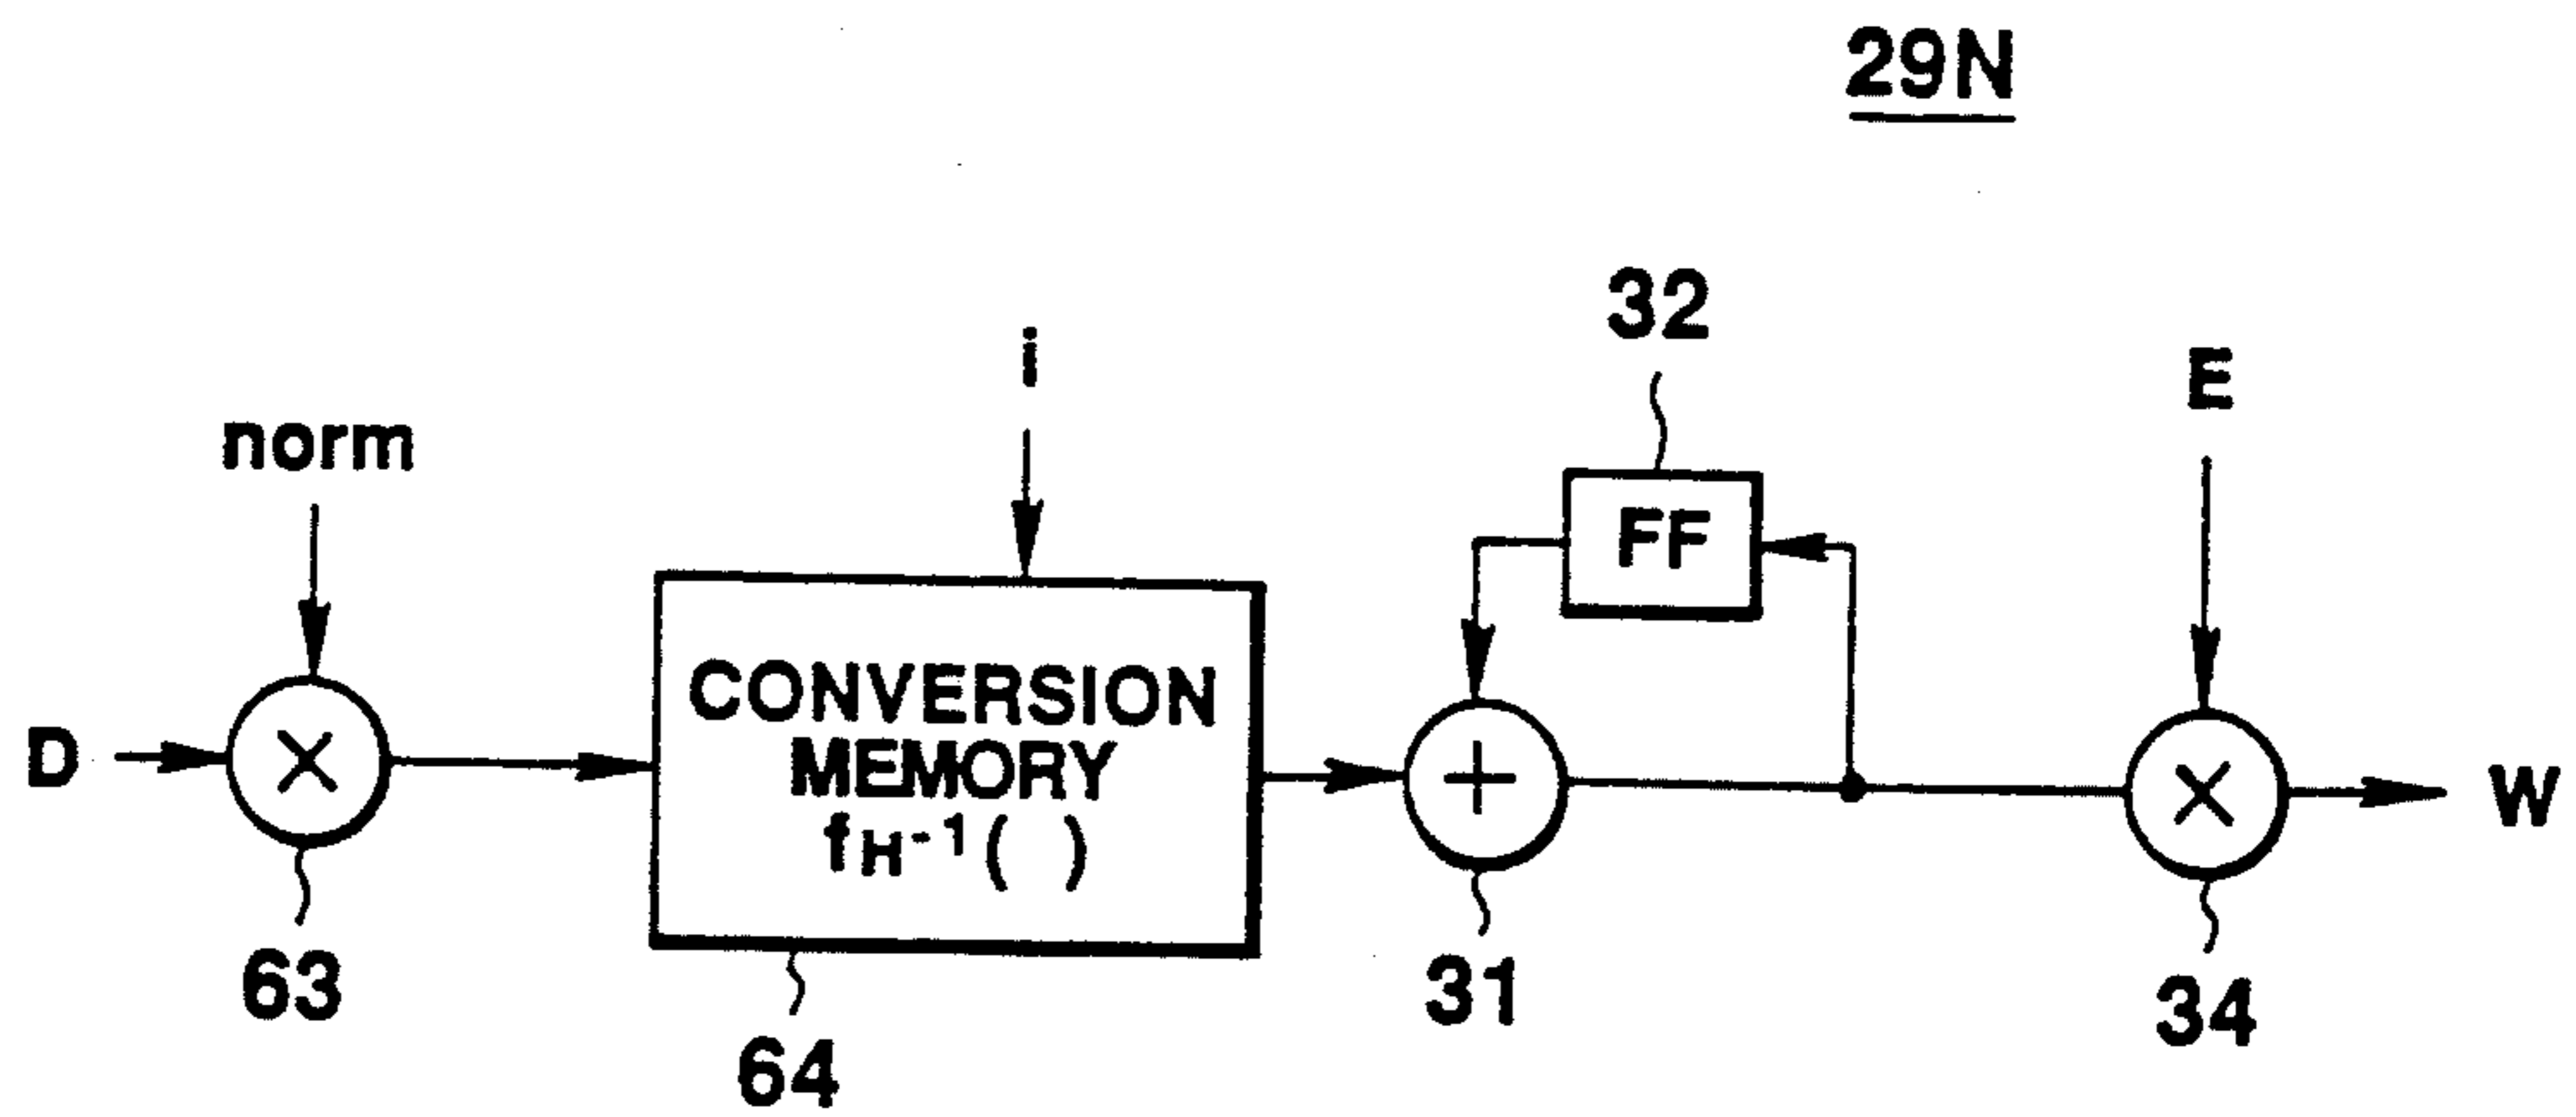 29N
32
i
E
norm
FF
D
×
CONVERSION
MEMORY
fH-1( )
+
×
W
63
31
34
64